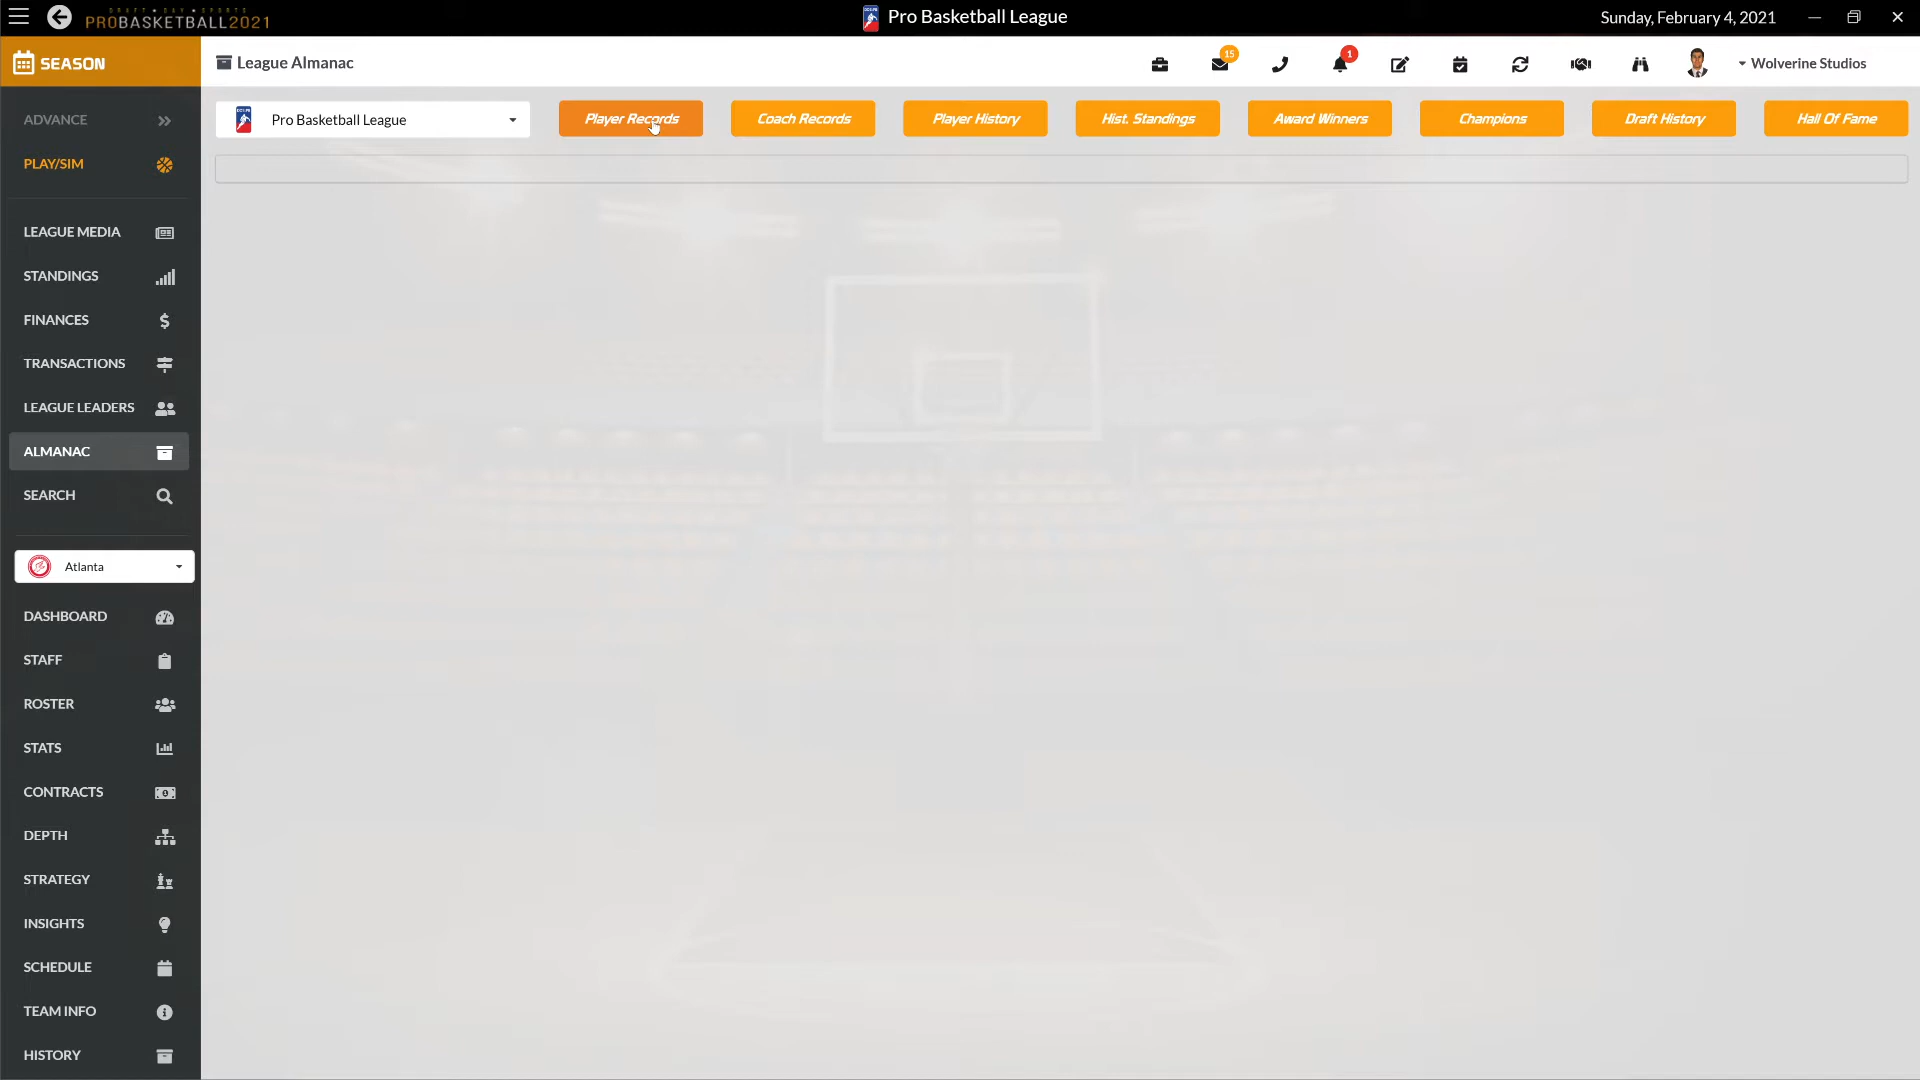 DRAFT • DAY • SPORTS
PROBASKETBALL2021
Pro Basketball League
Sunday, February 4, 2021
SEASON
League Almanac
15
1
Wolverine Studios
ADVANCE
PLAY/SIM
LEAGUE MEDIA
STANDINGS
FINANCES
TRANSACTIONS
LEAGUE LEADERS
ALMANAC
SEARCH
Atlanta
DASHBOARD
STAFF
ROSTER
STATS
CONTRACTS
DEPTH
STRATEGY
INSIGHTS
SCHEDULE
TEAM INFO
HISTORY
Pro Basketball League
Player Records
Coach Records
Player History
Hist. Standings
Award Winners
Champions
Draft History
Hall Of Fame